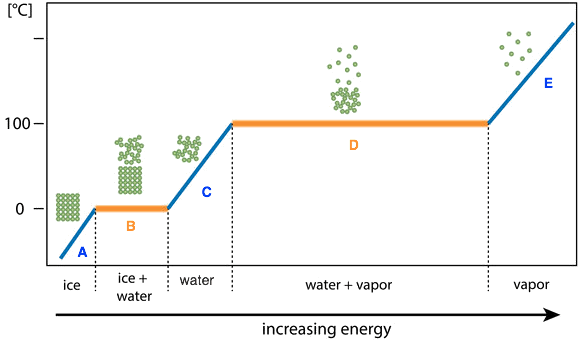 [°C]
100
0
A
B
C
D
E
ice
ice +
water
water
water + vapor
vapor
increasing energy